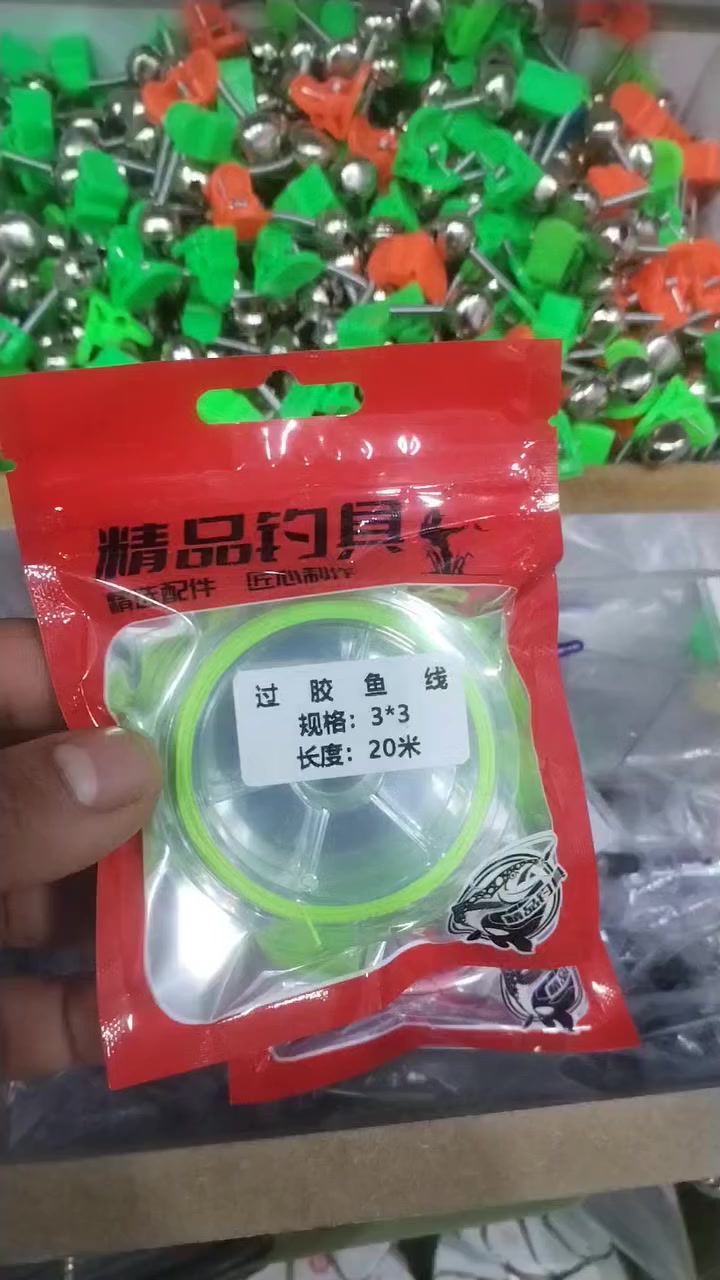 精品钓具
精选配件 匠心制作
过 胶 鱼 线
规格：3*3
长度：20米